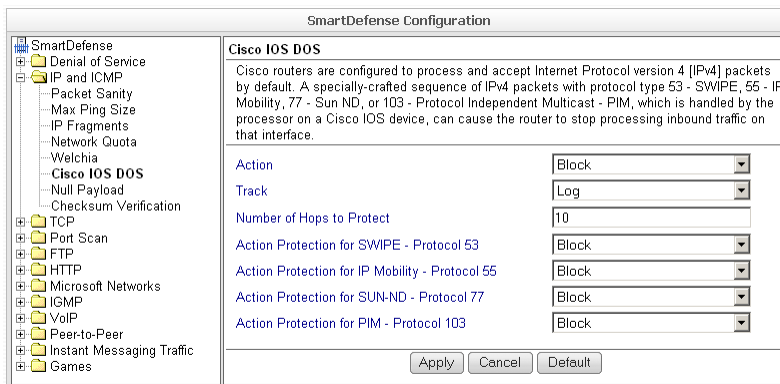 SmartDefense Configuration
SmartDefense
Denial of Service
IP and ICMP
Packet Sanity
Max Ping Size
IP Fragments
Network Quota
Welchia
Cisco IOS DOS
Null Payload
Checksum Verification
TCP
Port Scan
FTP
HTTP
Microsoft Networks
IGMP
VoIP
Peer-to-Peer
Instant Messaging Traffic
Games
Cisco IOS DOS
Cisco routers are configured to process and accept Internet Protocol version 4 [IPv4] packets
by default. A specially-crafted sequence of IPv4 packets with protocol type 53 - SWIPE, 55 - IP
Mobility, 77 - Sun ND, or 103 - Protocol Independent Multicast - PIM, which is handled by the
processor on a Cisco IOS device, can cause the router to stop processing inbound traffic on
that interface.
Action Block
Track Log
Number of Hops to Protect 10
Action Protection for SWIPE - Protocol 53 Block
Action Protection for IP Mobility - Protocol 55 Block
Action Protection for SUN-ND - Protocol 77 Block
Action Protection for PIM - Protocol 103 Block
Apply Cancel Default